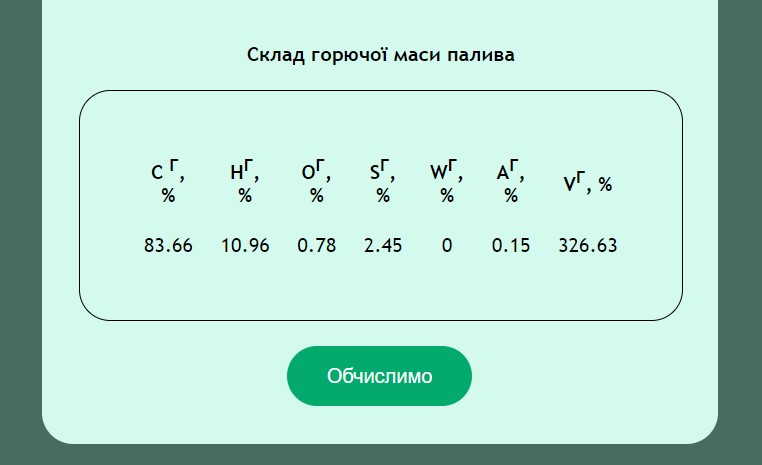 Склад горючої маси палива
C Г, % HГ, % OГ, % SГ, % WГ, % AГ, % VГ, %
83.66 10.96 0.78 2.45 0 0.15 326.63
Обчислимо